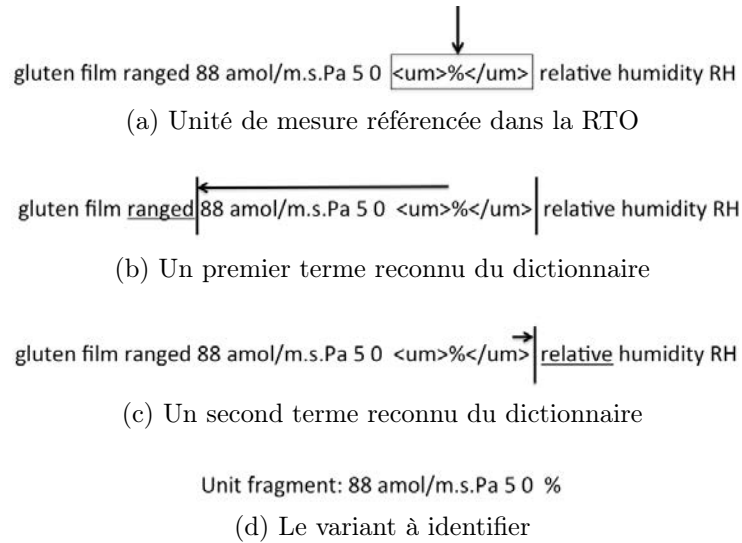 gluten film ranged 88 amol/m.s.Pa 5 0 <um>%</um> relative humidity RH
(a) Unité de mesure référencée dans la RTO
gluten film ranged 88 amol/m.s.Pa 5 0 <um>%</um> relative humidity RH
(b) Un premier terme reconnu du dictionnaire
gluten film ranged 88 amol/m.s.Pa 5 0 <um>%</um> relative humidity RH
(c) Un second terme reconnu du dictionnaire
Unit fragment: 88 amol/m.s.Pa 5 0 %
(d) Le variant à identifier